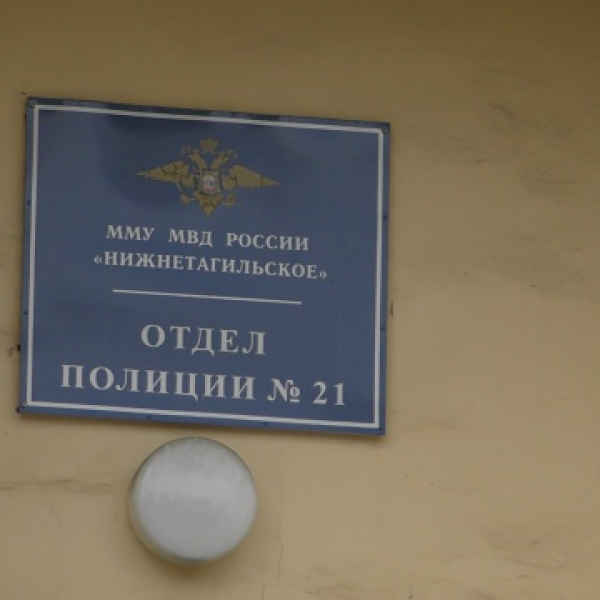 ММУ МВД РОССИИ
«НИЖНЕТАГИЛЬСКОЕ»
ОТДЕЛ
ПОЛИЦИИ № 21